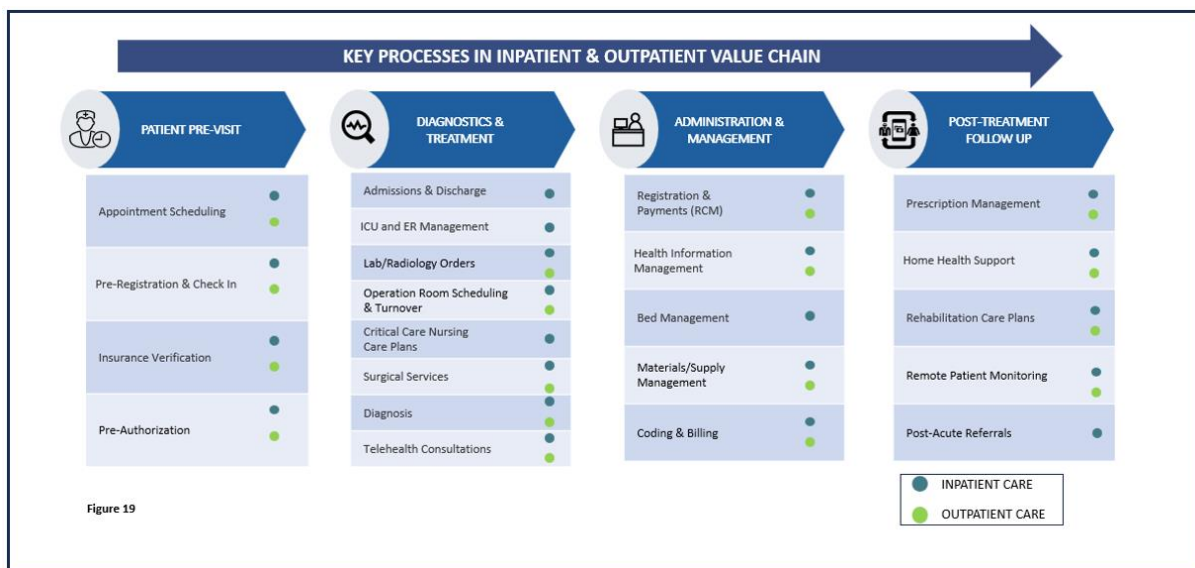 KEY PROCESSES IN INPATIENT & OUTPATIENT VALUE CHAIN
PATIENT PRE-VISIT
Appointment Scheduling
Pre-Registration & Check In
Insurance Verification
Pre-Authorization
DIAGNOSTICS &
TREATMENT
Admissions & Discharge
ICU and ER Management
Lab/Radiology Orders
Operation Room Scheduling
& Turnover
Critical Care Nursing
Care Plans
Surgical Services
Diagnosis
Telehealth Consultations
ADMINISTRATION &
MANAGEMENT
Registration &
Payments (RCM)
Health Information
Management
Bed Management
Materials/Supply
Management
Coding & Billing
POST-TREATMENT
FOLLOW UP
Prescription Management
Home Health Support
Rehabilitation Care Plans
Remote Patient Monitoring
Post-Acute Referrals
INPATIENT CARE
OUTPATIENT CARE
Figure 19